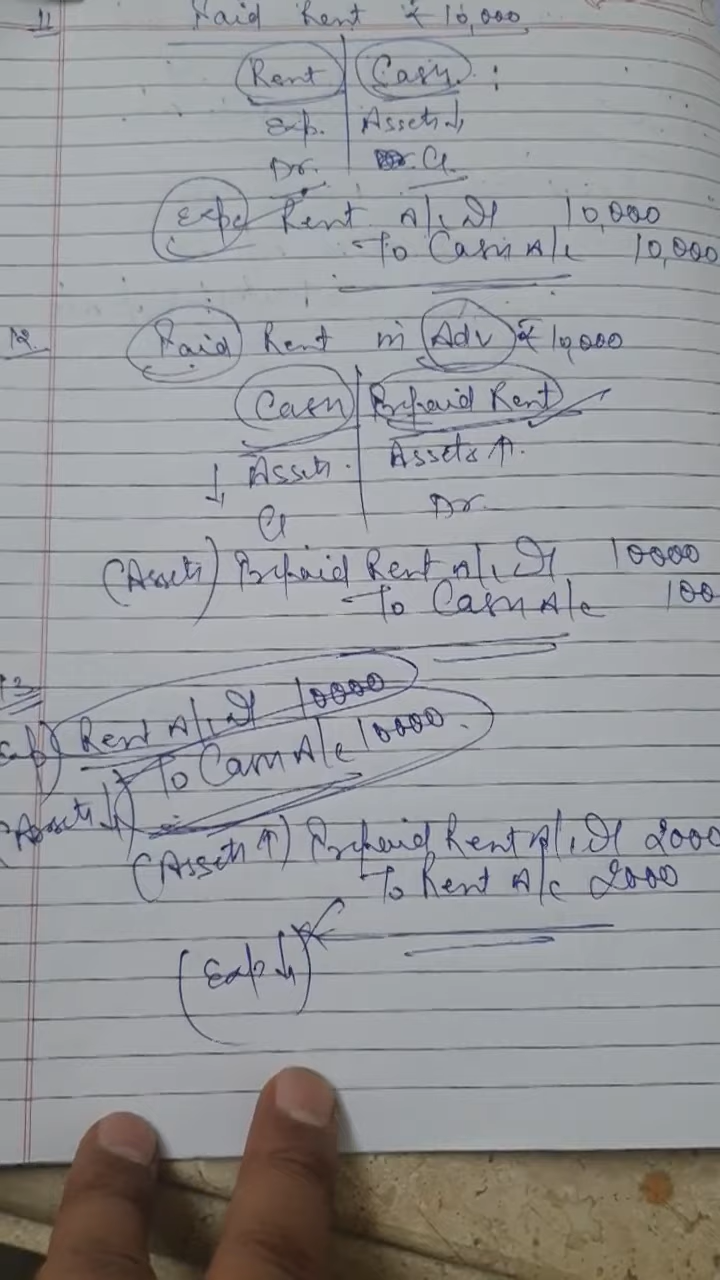 11 Paid Rent ₹ 10,000
Rent | Cash :
Exp. | Assets ↓
Dr. | Cr.
Exp Rent A/c Dr 10,000
To Cash A/c 10,000
12. Paid Rent in Adv ₹ 10,000
Cash | Prepaid Rent
↓ Assets. | Assets ↑.
Cr | Dr.
(Assets) Prepaid Rent A/c Dr 10000
To Cash A/c 100
13
Exp) Rent A/c Dr 10000
To Cash A/c 10000.
(Assets ↓)
(Assets ↑) Prepaid Rent A/c Dr 2000
To Rent A/c 2000
(Exp ↓)